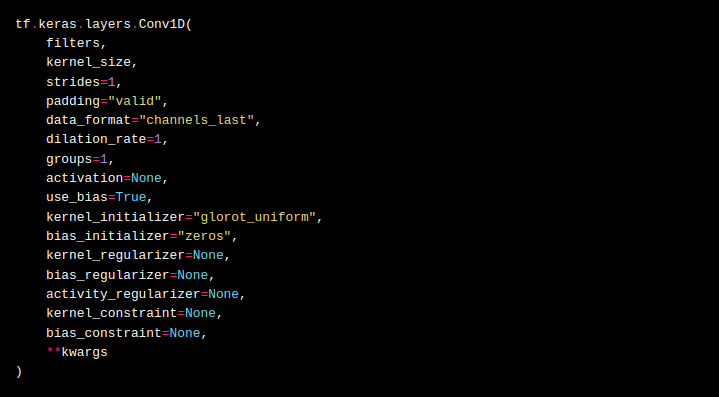 tf.keras.layers.Conv1D(
    filters,
    kernel_size,
    strides=1,
    padding="valid",
    data_format="channels_last",
    dilation_rate=1,
    groups=1,
    activation=None,
    use_bias=True,
    kernel_initializer="glorot_uniform",
    bias_initializer="zeros",
    kernel_regularizer=None,
    bias_regularizer=None,
    activity_regularizer=None,
    kernel_constraint=None,
    bias_constraint=None,
    **kwargs
)